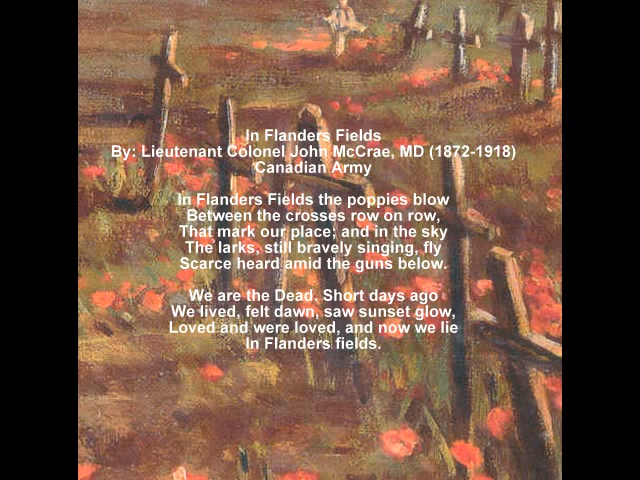 In Flanders Fields
By: Lieutenant Colonel John McCrae, MD (1872-1918)
Canadian Army
In Flanders Fields the poppies blow
Between the crosses row on row,
That mark our place; and in the sky
The larks, still bravely singing, fly
Scarce heard amid the guns below.
We are the Dead. Short days ago
We lived, felt dawn, saw sunset glow,
Loved and were loved, and now we lie
In Flanders fields.